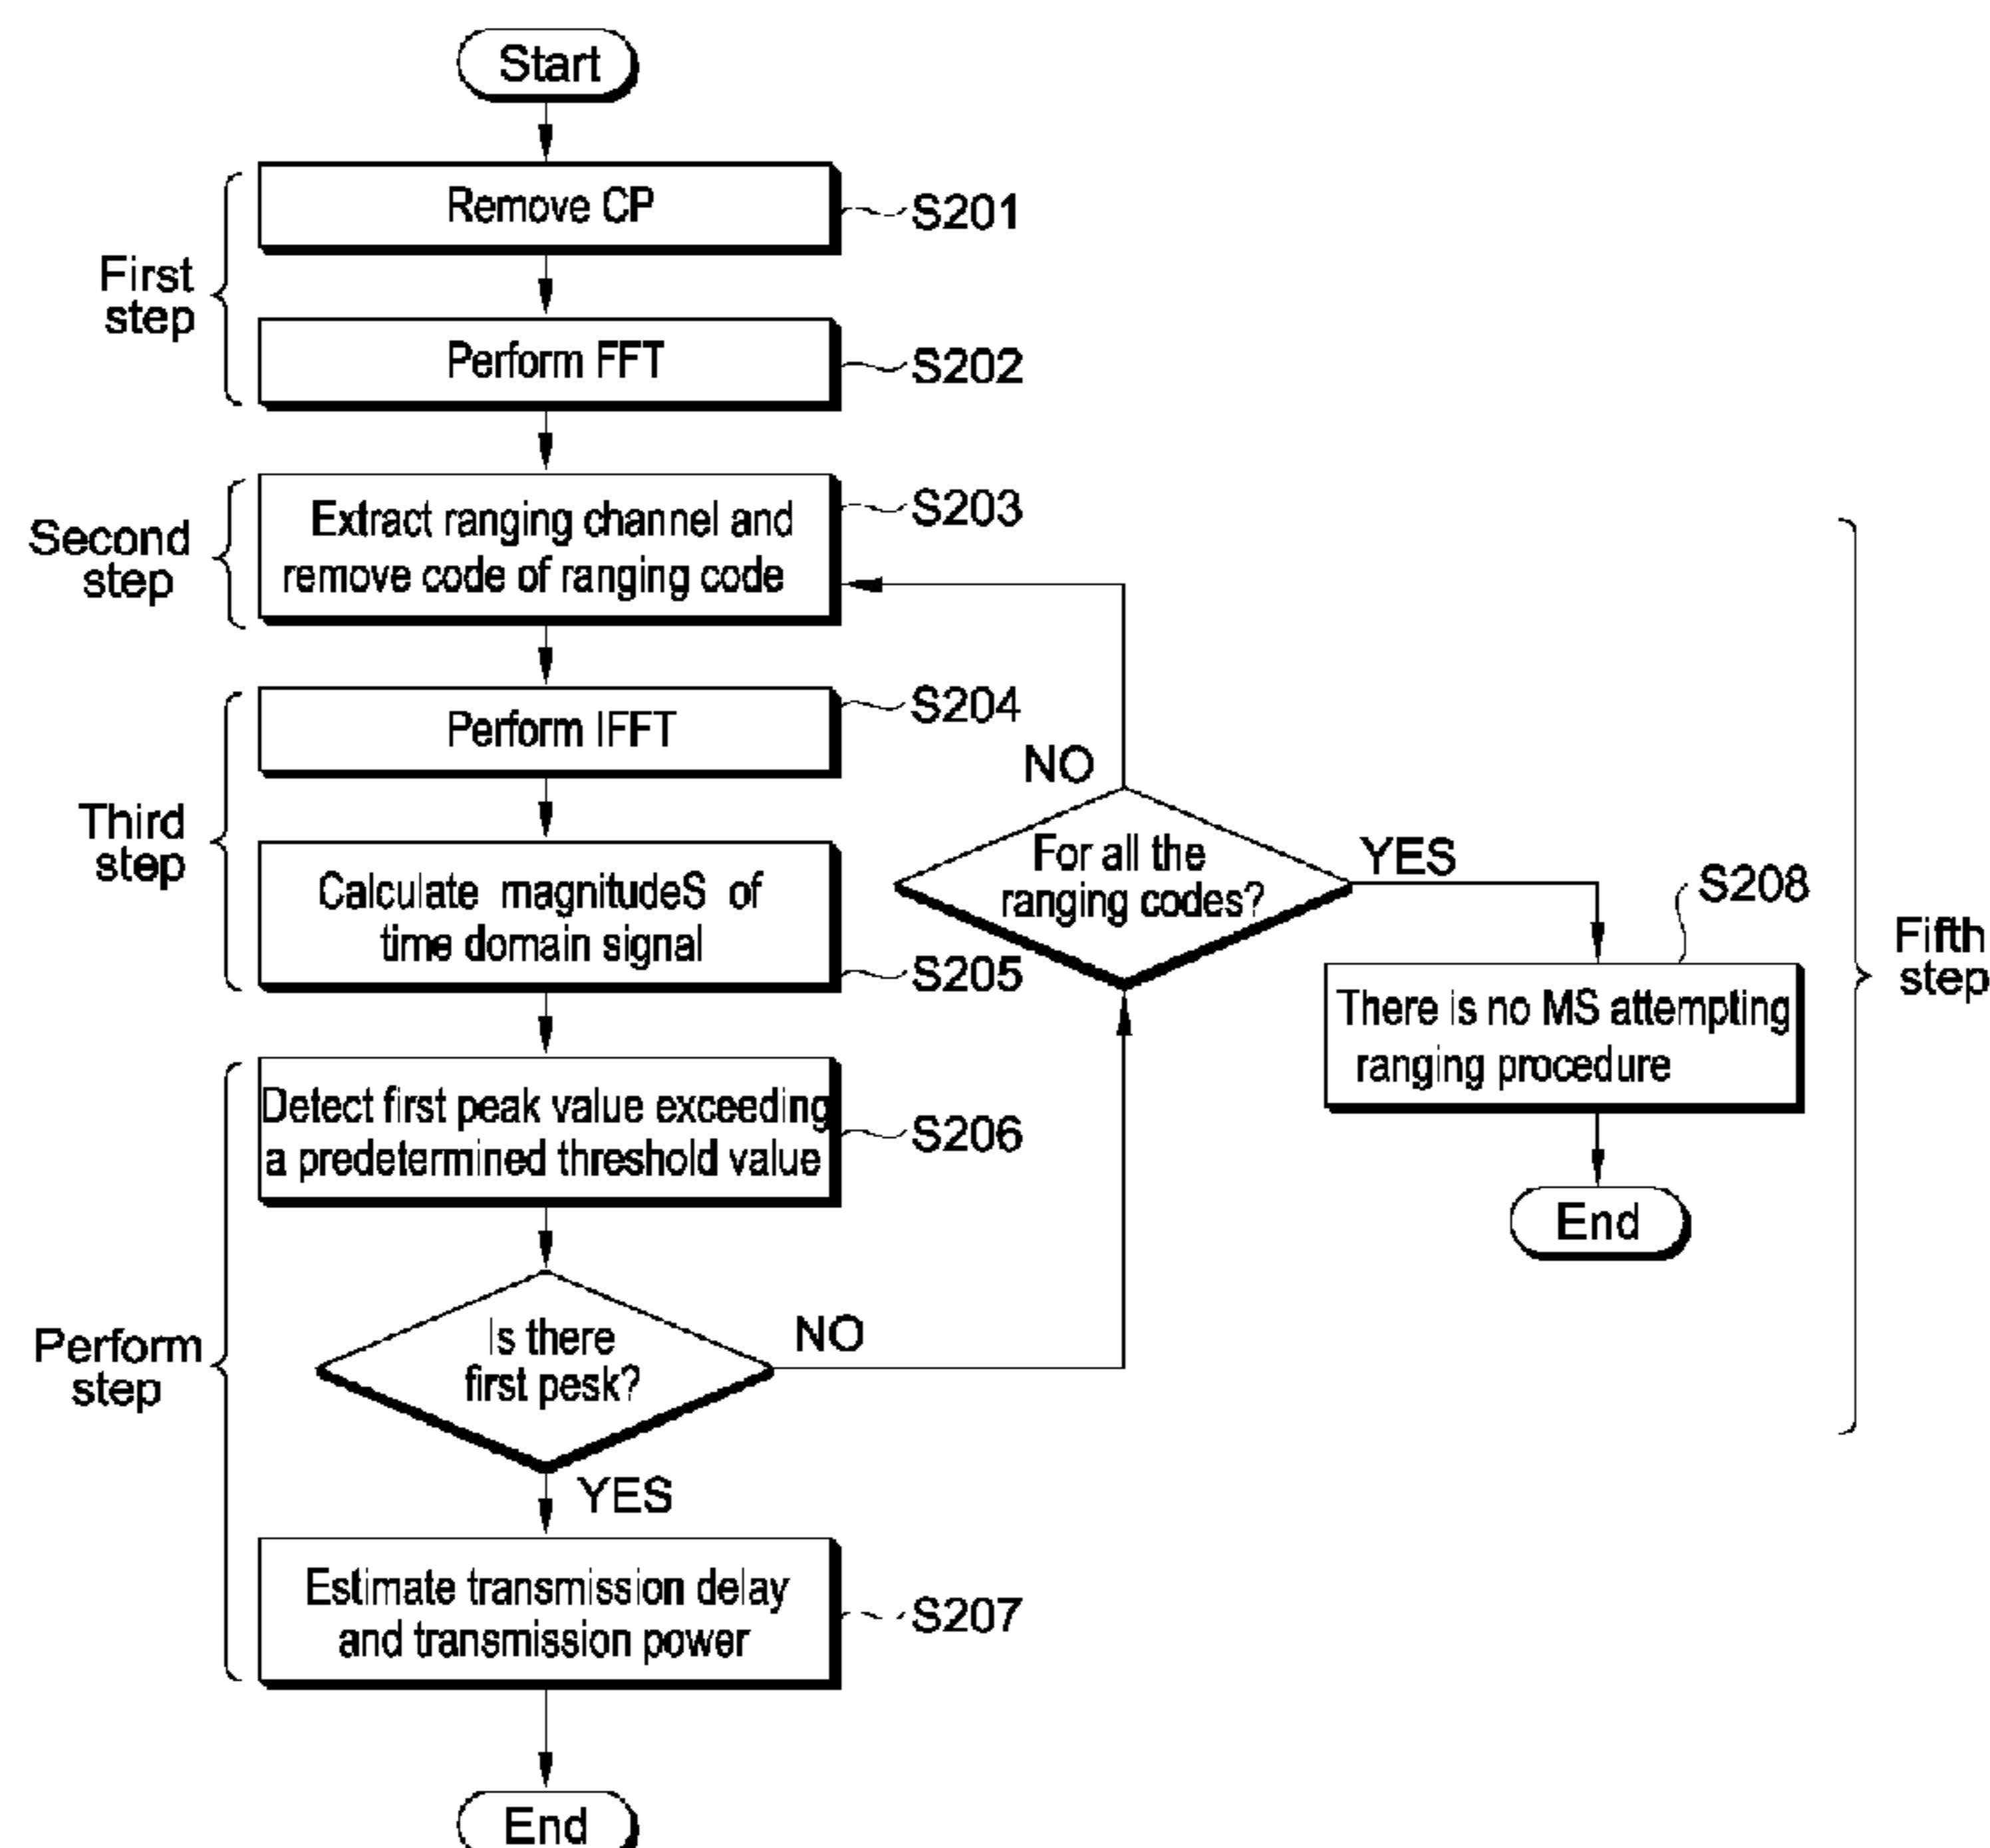 Start
First
step
Remove CP
S201
Perform FFT
S202
Second
step
Extract ranging channel and
remove code of ranging code
S203
Third
step
Perform IFFT
S204
Calculate magnitudeS of
time domain signal
S205
Perform
step
Detect first peak value exceeding
a predetermined threshold value
S206
Is there
first pesk?
NO
YES
Estimate transmission delay
and transmission power
S207
End
NO
For all the
ranging codes?
YES
S208
There is no MS attempting
ranging procedure
End
Fifth
step